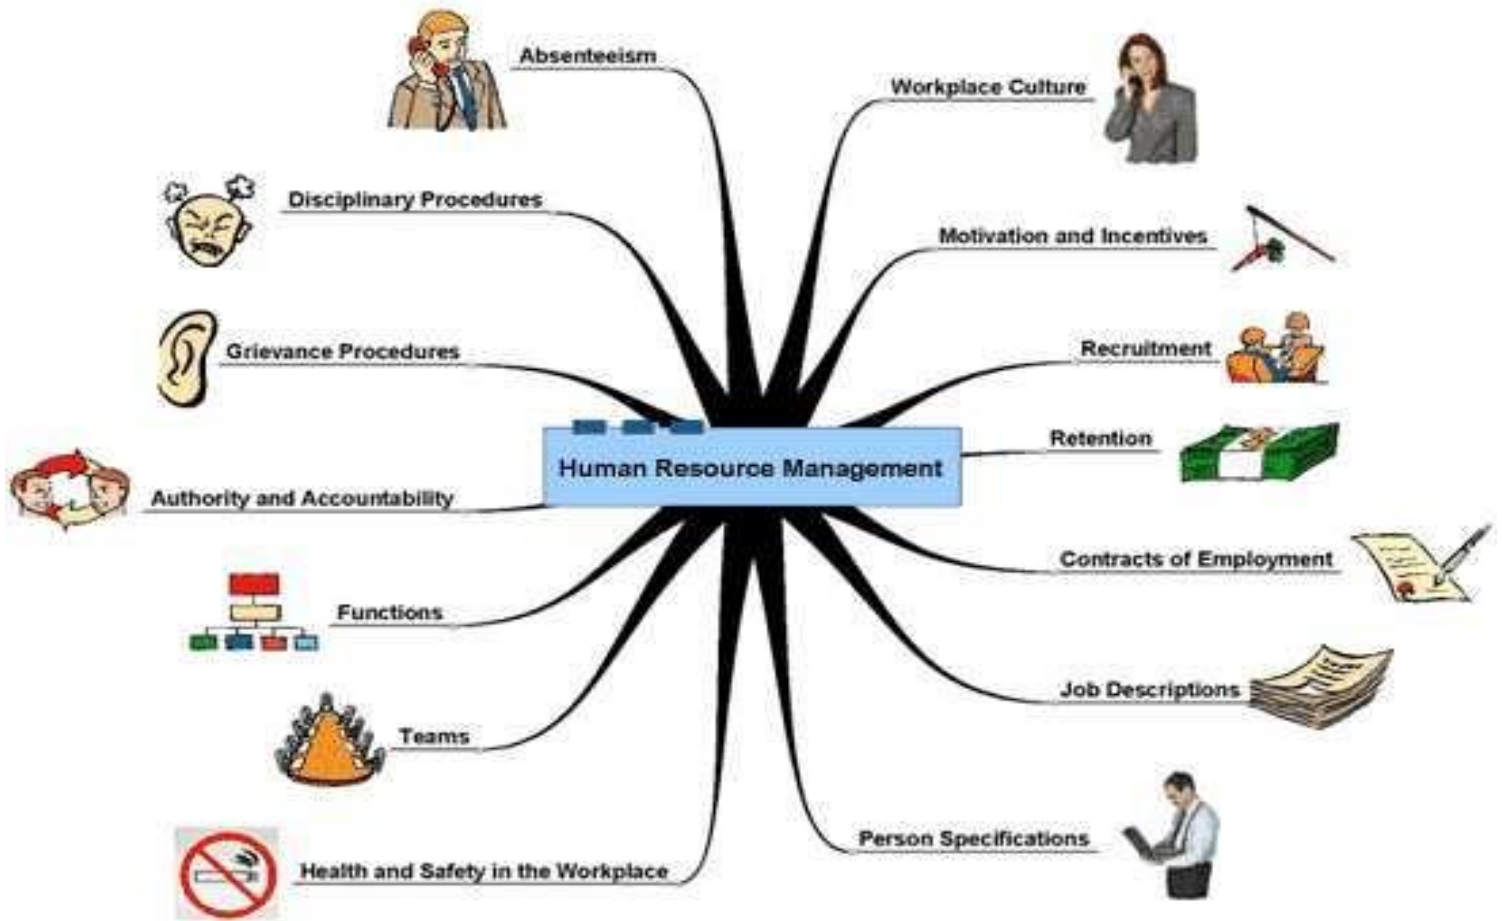 Absenteeism
Workplace Culture
Disciplinary Procedures
Motivation and Incentives
Grievance Procedures
Recruitment
Retention
Human Resource Management
Authority and Accountability
Contracts of Employment
Functions
Job Descriptions
Teams
Person Specifications
Health and Safety in the Workplace